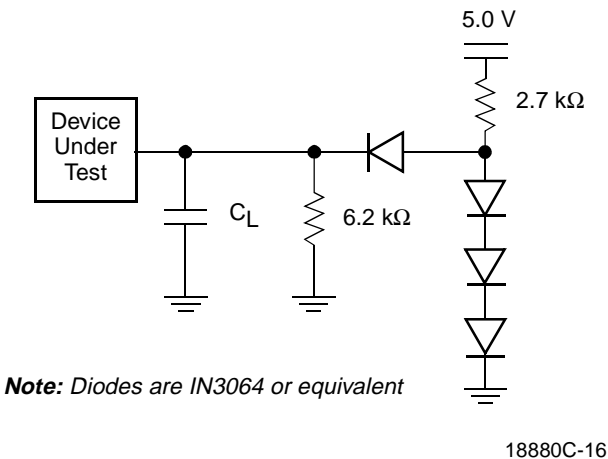 5.0 V
2.7 kΩ
Device
Under
Test
CL
6.2 kΩ
Note: Diodes are IN3064 or equivalent
18880C-16